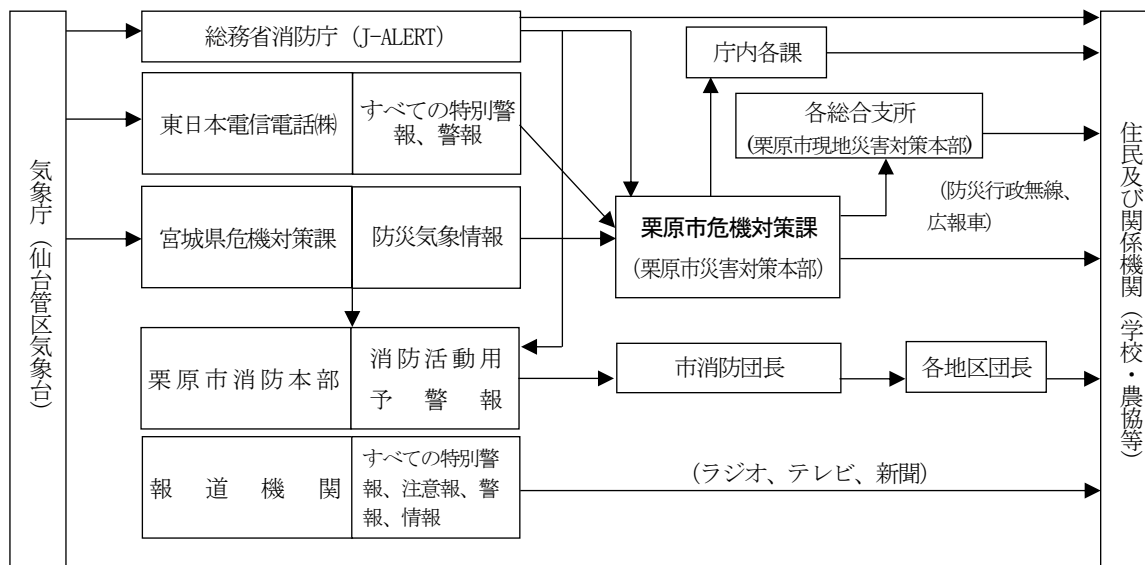 気象庁（仙台管区気象台）
総務省消防庁（J-ALERT）
東日本電信電話㈱
すべての特別警
報、警報
宮城県危機対策課
防災気象情報
栗原市消防本部
消防活動用
予警報
報道機関
すべての特別警
報、注意報、警
報、情報
庁内各課
各総合支所
(栗原市現地災害対策本部)
(防災行政無線、
広報車)
栗原市危機対策課
(栗原市災害対策本部)
市消防団長
各地区団長
(ラジオ、テレビ、新聞)
住民及び関係機関（学校・農協等）